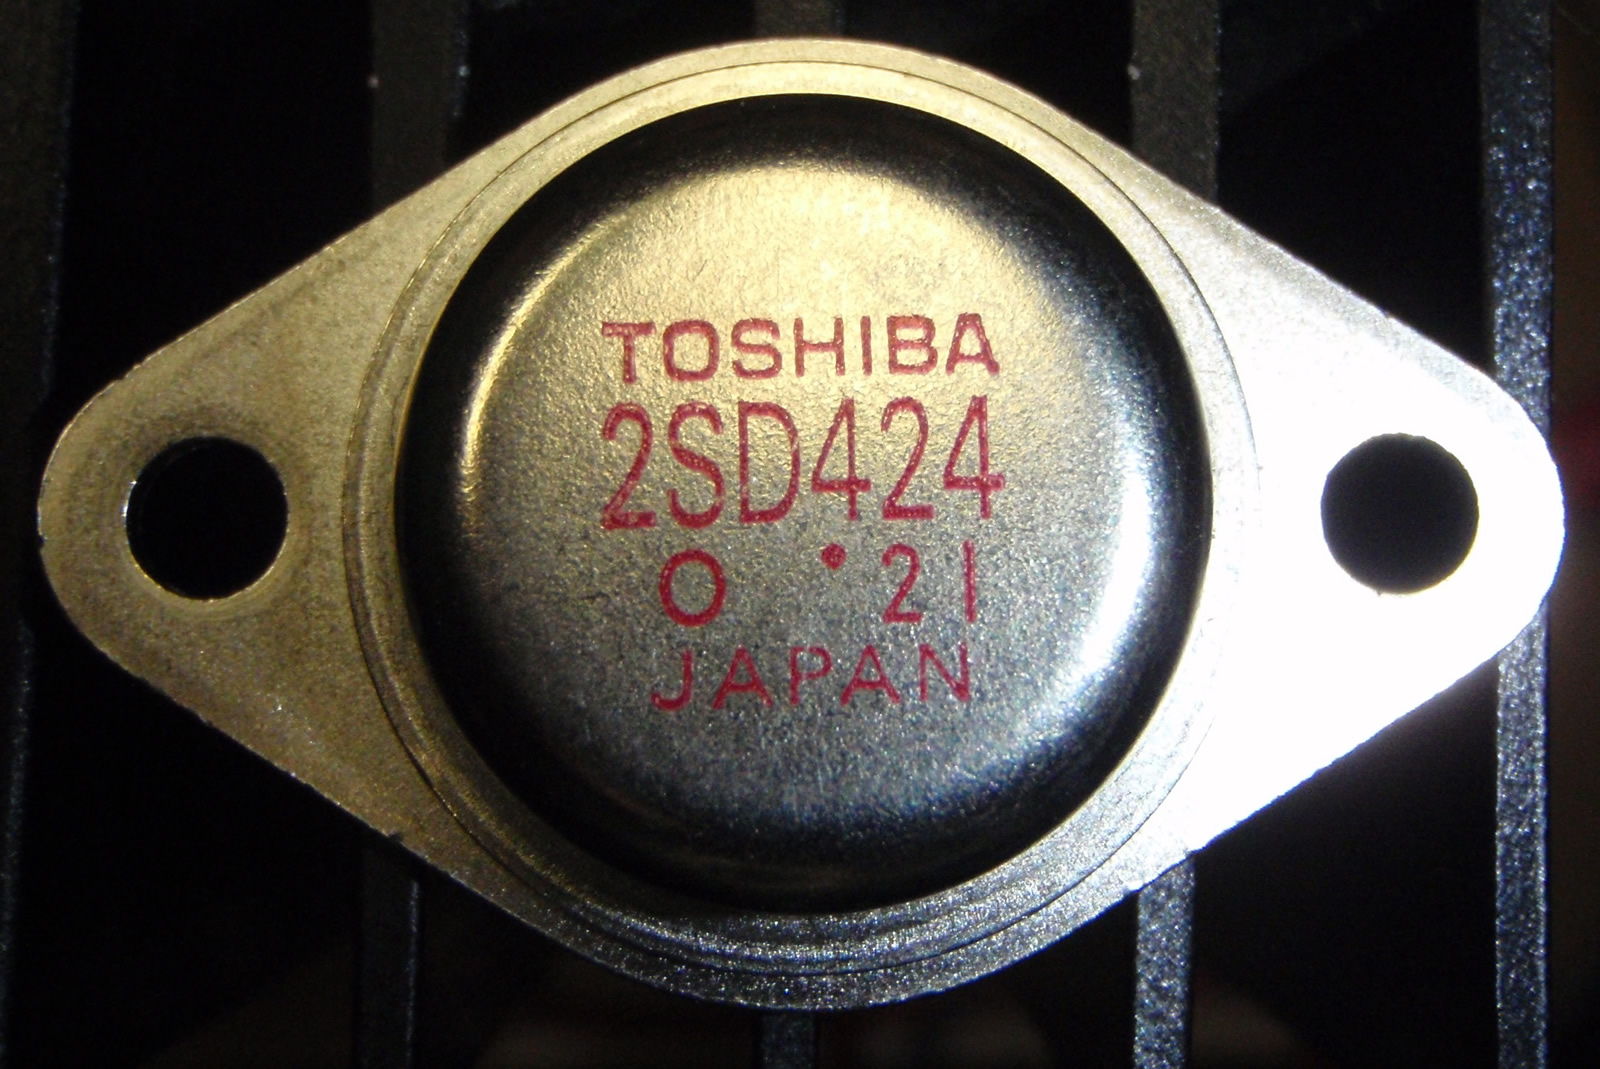 TOSHIBA
2SD424
O •21
JAPAN